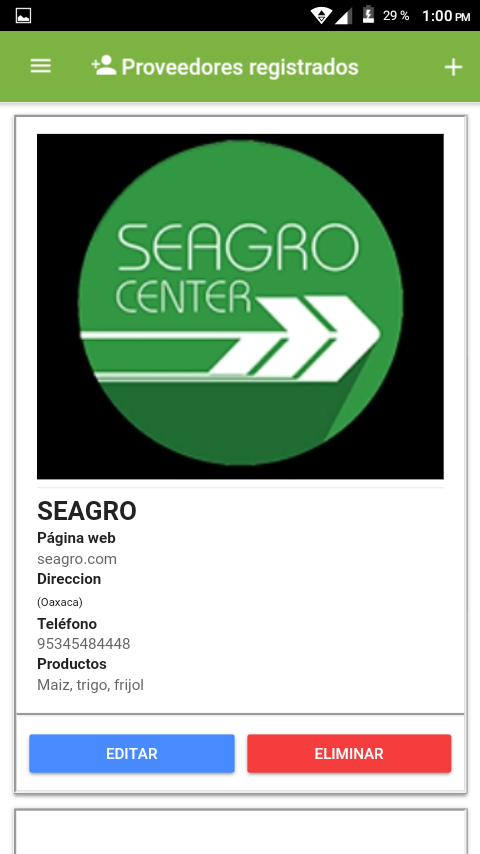 29 % 1:00 PM
Proveedores registrados
SEAGRO
CENTER
SEAGRO
Página web
seagro.com
Direccion
(Oaxaca)
Teléfono
95345484448
Productos
Maiz, trigo, frijol
EDITAR ELIMINAR